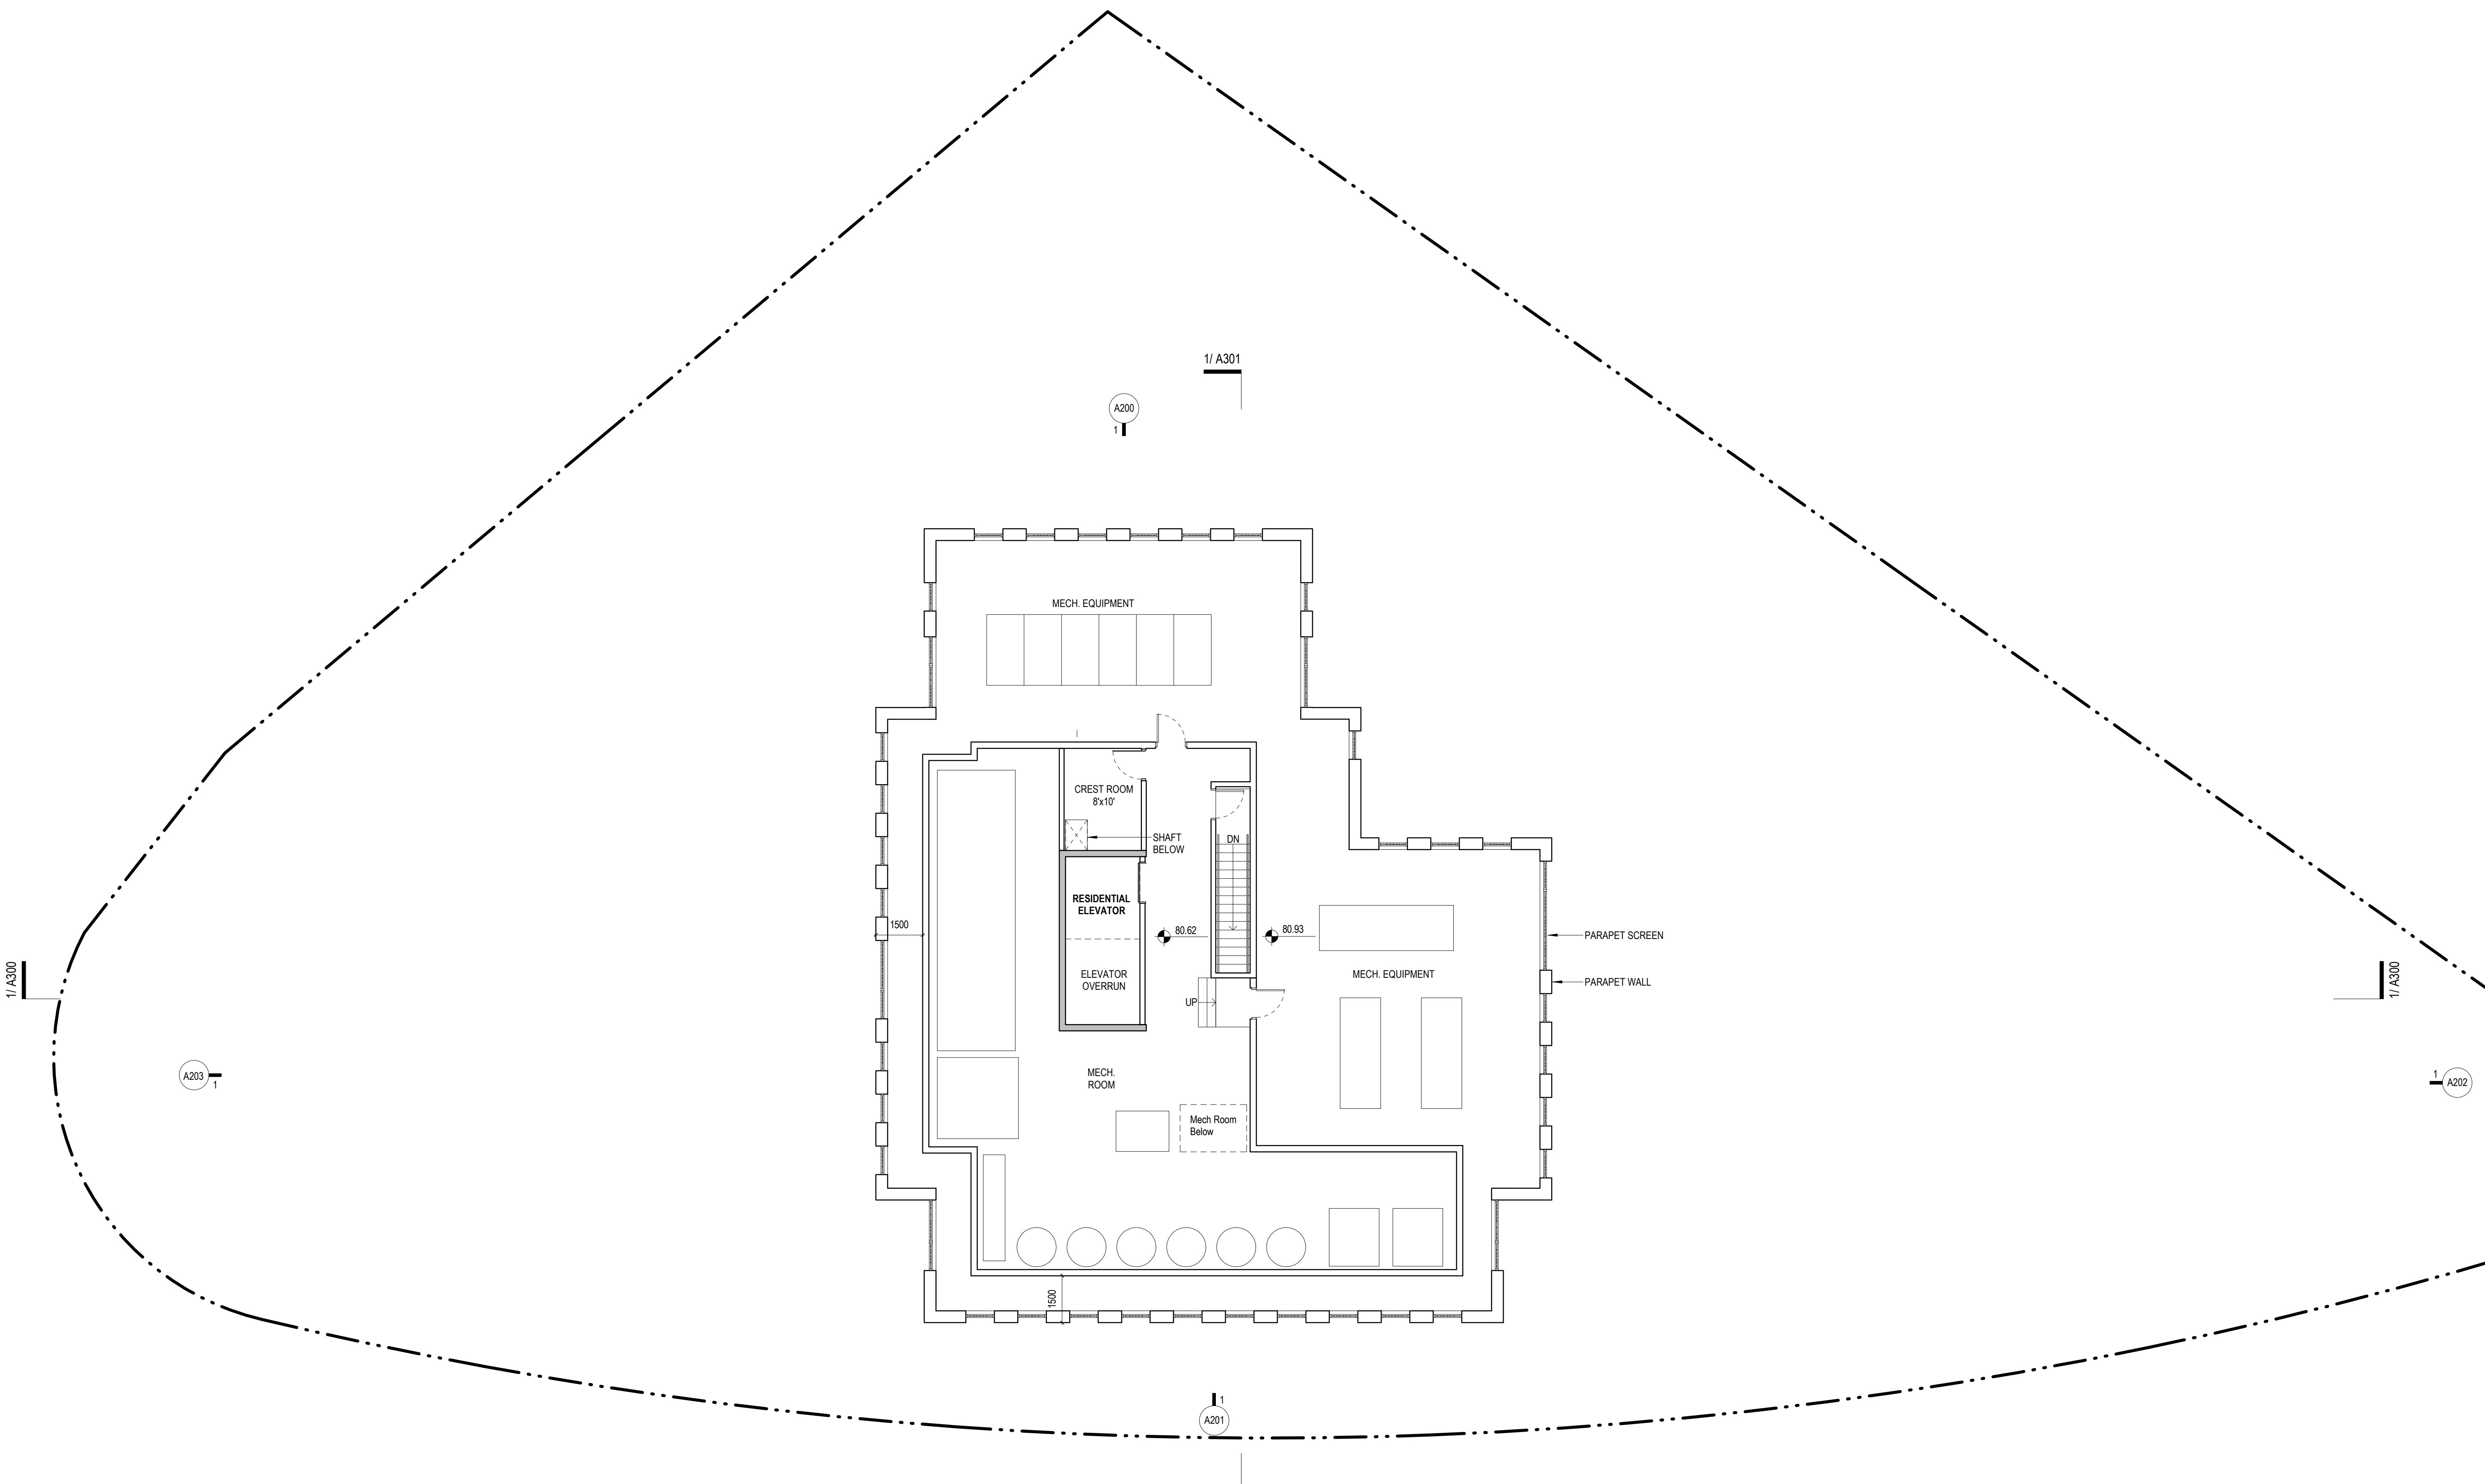 1/ A301
A200
1
MECH. EQUIPMENT
CREST ROOM
8'x10'
SHAFT
BELOW
DN
RESIDENTIAL
ELEVATOR
1500
80.62
80.93
PARAPET SCREEN
ELEVATOR
OVERRUN
MECH. EQUIPMENT
PARAPET WALL
UP
1/ A300
1/ A300
MECH.
ROOM
A203
1
1
A202
Mech Room
Below
1500
1
A201